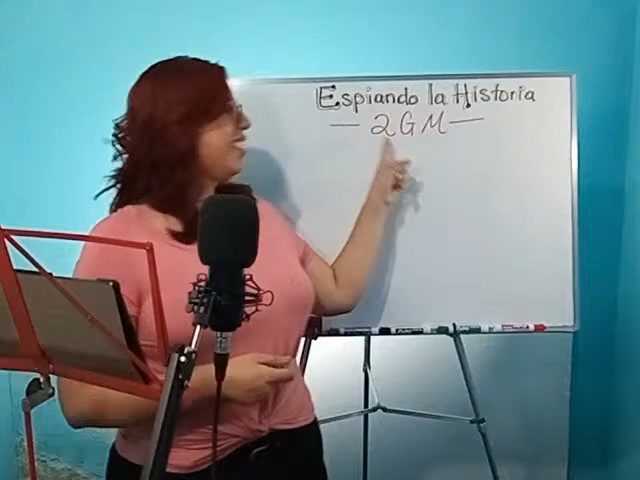 Espiando la Historia
— 2GM —